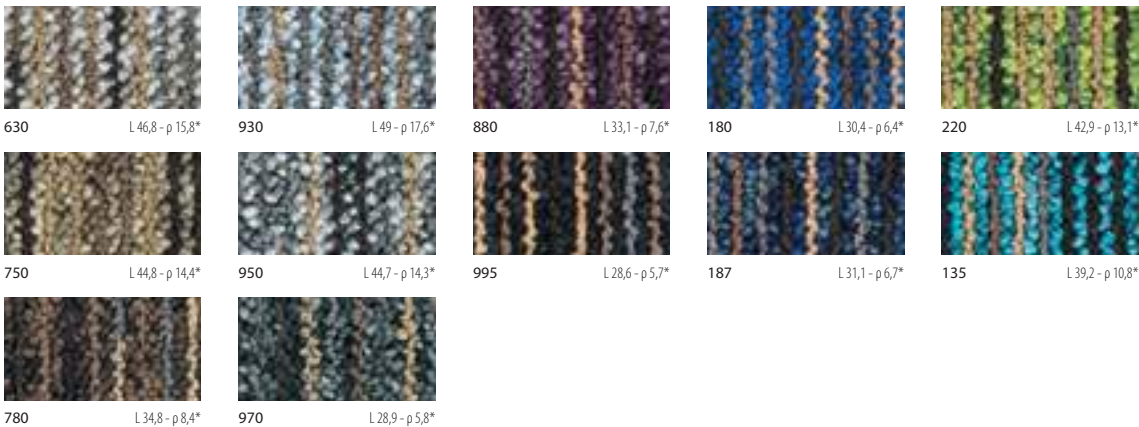 630 L 46,8 - ρ 15,8*
930 L 49 - ρ 17,6*
880 L 33,1 - ρ 7,6*
180 L 30,4 - ρ 6,4*
220 L 42,9 - ρ 13,1*
750 L 44,8 - ρ 14,4*
950 L 44,7 - ρ 14,3*
995 L 28,6 - ρ 5,7*
187 L 31,1 - ρ 6,7*
135 L 39,2 - ρ 10,8*
780 L 34,8 - ρ 8,4*
970 L 28,9 - ρ 5,8*